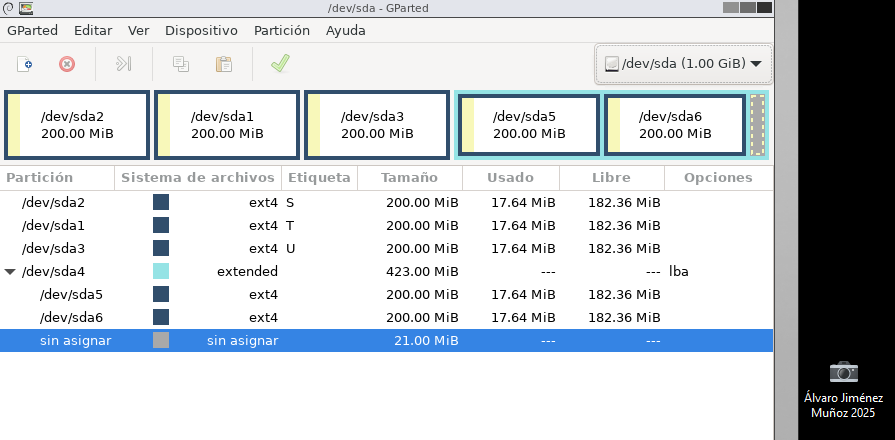 /dev/sda - GParted
GParted Editar Ver Dispositivo Partición Ayuda
/dev/sda (1.00 GiB)
/dev/sda2 /dev/sda1 /dev/sda3 /dev/sda5 /dev/sda6
200.00 MiB 200.00 MiB 200.00 MiB 200.00 MiB 200.00 MiB
Partición Sistema de archivos Etiqueta Tamaño Usado Libre Opciones
/dev/sda2 ext4 S 200.00 MiB 17.64 MiB 182.36 MiB
/dev/sda1 ext4 T 200.00 MiB 17.64 MiB 182.36 MiB
/dev/sda3 ext4 U 200.00 MiB 17.64 MiB 182.36 MiB
/dev/sda4 extended 423.00 MiB --- --- lba
/dev/sda5 ext4 200.00 MiB 17.64 MiB 182.36 MiB
/dev/sda6 ext4 200.00 MiB 17.64 MiB 182.36 MiB
sin asignar sin asignar 21.00 MiB --- ---
Álvaro Jiménez
Muñoz 2025